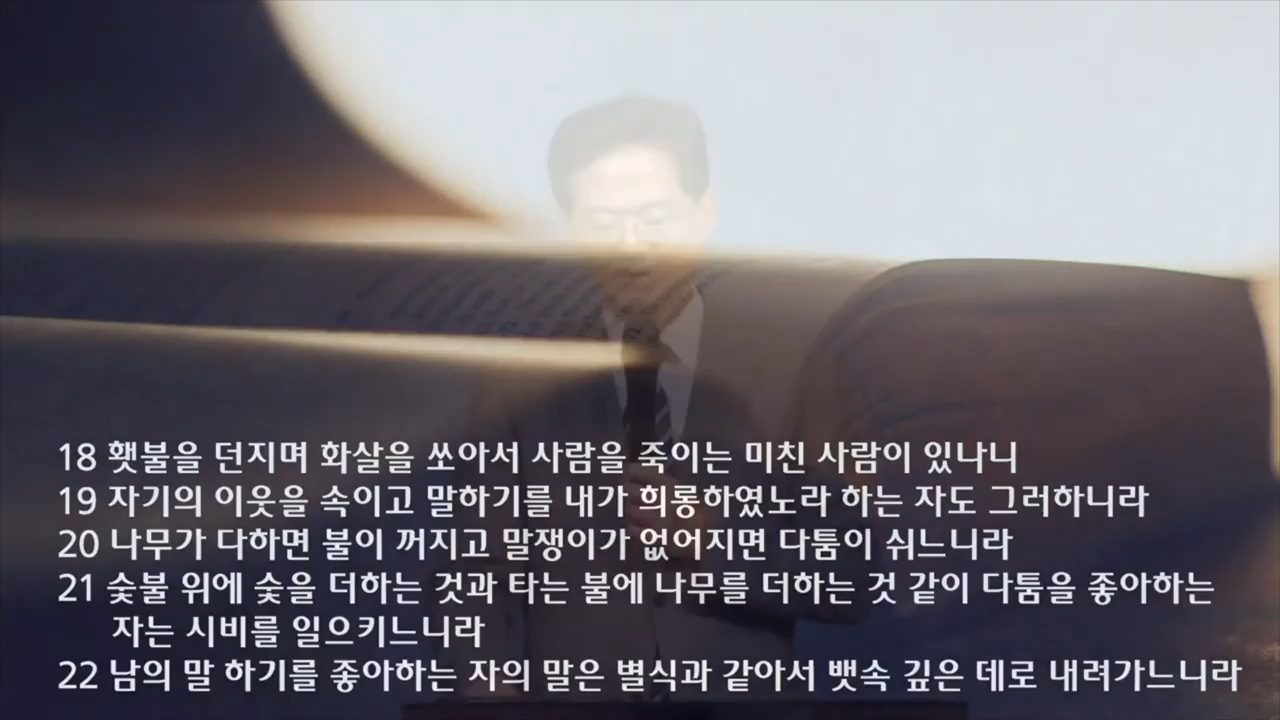 18 횃불을 던지며 화살을 쏘아서 사람을 죽이는 미친 사람이 있나니
19 자기의 이웃을 속이고 말하기를 내가 희롱하였노라 하는 자도 그러하니라
20 나무가 다하면 불이 꺼지고 말쟁이가 없어지면 다툼이 쉬느니라
21 숯불 위에 숯을 더하는 것과 타는 불에 나무를 더하는 것 같이 다툼을 좋아하는
자는 시비를 일으키느니라
22 남의 말 하기를 좋아하는 자의 말은 별식과 같아서 뱃속 깊은 데로 내려가느니라